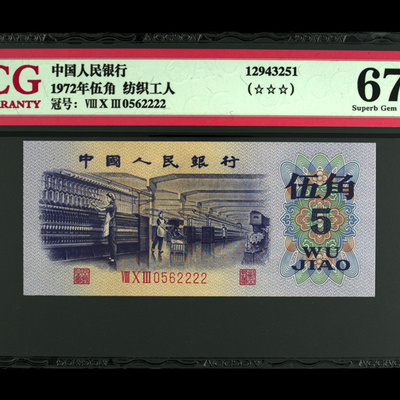 CG
RRANTY
中国人民银行
1972年伍角 纺织工人
冠号: Ⅷ Ⅹ Ⅲ 0562222
12943251
(☆☆☆)
67
Superb Gem
中國人民銀行
伍角
5
WU
JIAO
Ⅷ Ⅹ Ⅲ 0562222